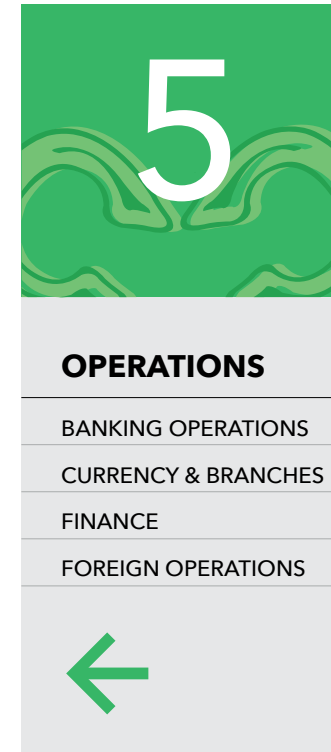 5
OPERATIONS
BANKING OPERATIONS
CURRENCY & BRANCHES
FINANCE
FOREIGN OPERATIONS